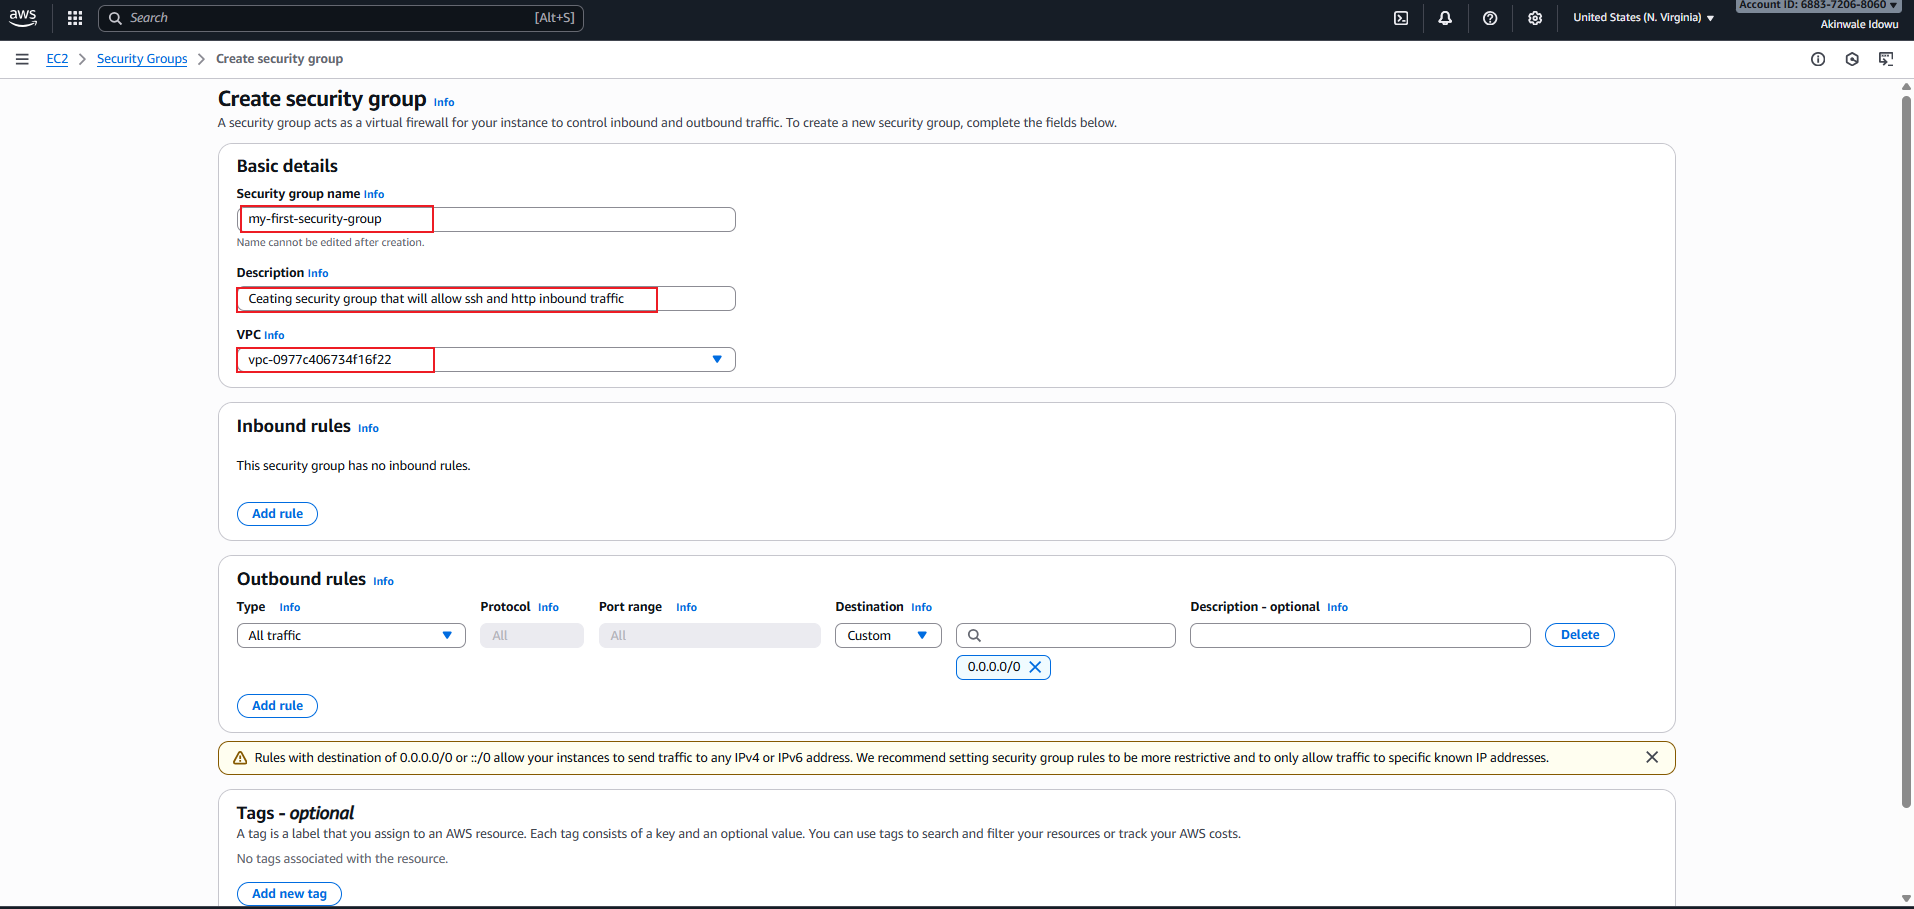 aws Search [Alt+S] United States (N. Virginia) Account ID: 6883-7206-8060
Akinwale Idowu
EC2 Security Groups Create security group
Create security group Info
A security group acts as a virtual firewall for your instance to control inbound and outbound traffic. To create a new security group, complete the fields below.
Basic details
Security group name Info
my-first-security-group
Name cannot be edited after creation.
Description Info
Ceating security group that will allow ssh and http inbound traffic
VPC Info
vpc-0977c406734f16f22
Inbound rules Info
This security group has no inbound rules.
Add rule
Outbound rules Info
Type Info Protocol Info Port range Info Destination Info Description - optional Info
All traffic All All Custom Delete
0.0.0.0/0
Add rule
Rules with destination of 0.0.0.0/0 or ::/0 allow your instances to send traffic to any IPv4 or IPv6 address. We recommend setting security group rules to be more restrictive and to only allow traffic to specific known IP addresses.
Tags - optional
A tag is a label that you assign to an AWS resource. Each tag consists of a key and an optional value. You can use tags to search and filter your resources or track your AWS costs.
No tags associated with the resource.
Add new tag